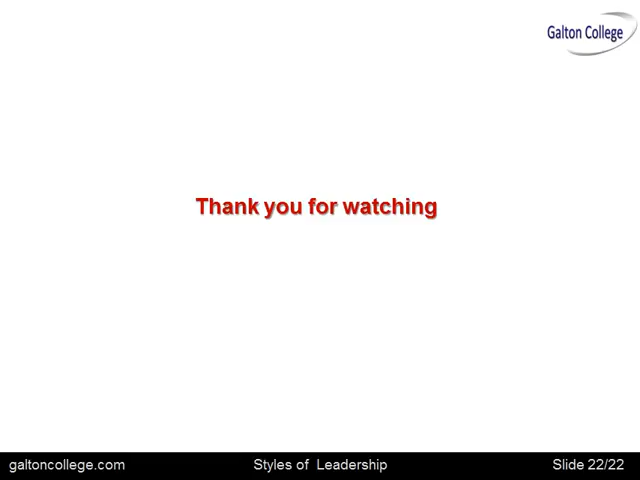 Galton College
Thank you for watching
galtoncollege.com Styles of Leadership Slide 22/22